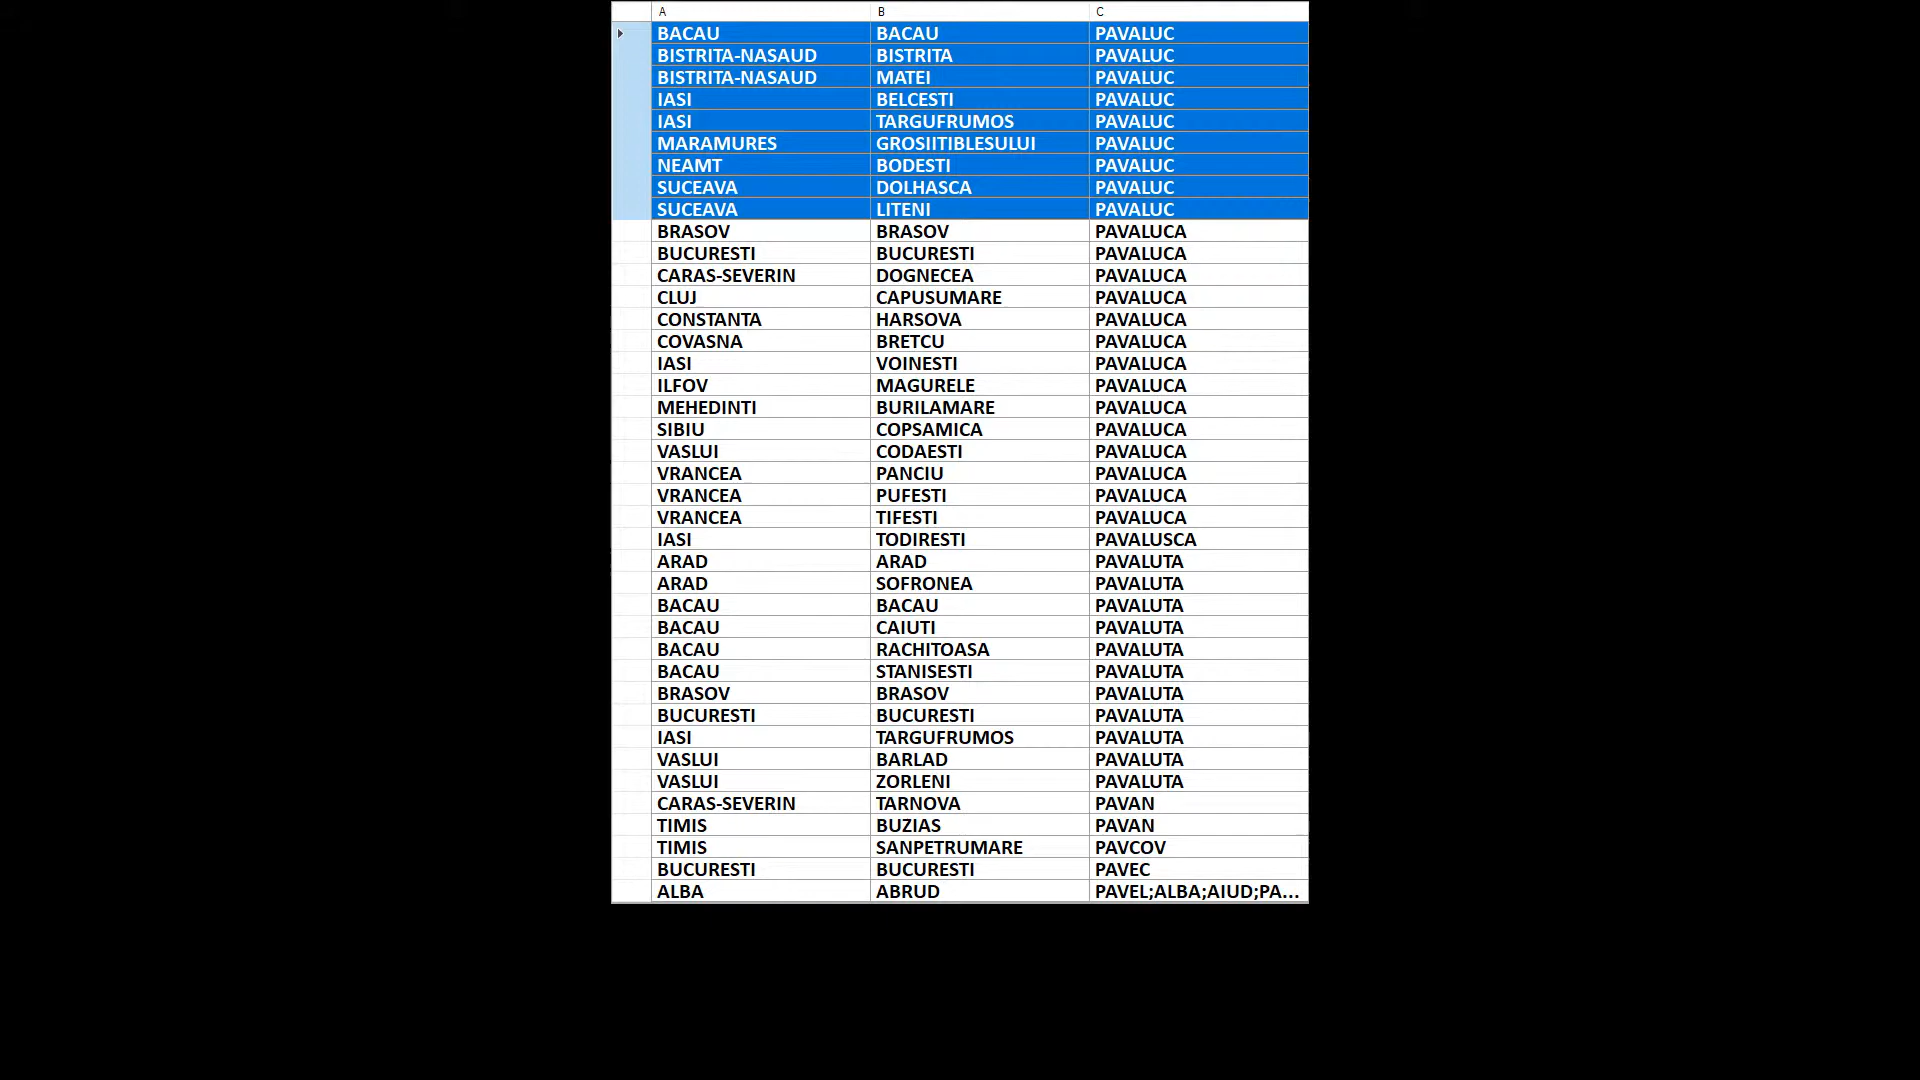 A B C
BACAU BACAU PAVALUC
BISTRITA-NASAUD BISTRITA PAVALUC
BISTRITA-NASAUD MATEI PAVALUC
IASI BELCESTI PAVALUC
IASI TARGUFRUMOS PAVALUC
MARAMURES GROSIITIBLESULUI PAVALUC
NEAMT BODESTI PAVALUC
SUCEAVA DOLHASCA PAVALUC
SUCEAVA LITENI PAVALUC
BRASOV BRASOV PAVALUCA
BUCURESTI BUCURESTI PAVALUCA
CARAS-SEVERIN DOGNECEA PAVALUCA
CLUJ CAPUSUMARE PAVALUCA
CONSTANTA HARSOVA PAVALUCA
COVASNA BRETCU PAVALUCA
IASI VOINESTI PAVALUCA
ILFOV MAGURELE PAVALUCA
MEHEDINTI BURILAMARE PAVALUCA
SIBIU COPSAMICA PAVALUCA
VASLUI CODAESTI PAVALUCA
VRANCEA PANCIU PAVALUCA
VRANCEA PUFESTI PAVALUCA
VRANCEA TIFESTI PAVALUCA
IASI TODIRESTI PAVALUSCA
ARAD ARAD PAVALUTA
ARAD SOFRONEA PAVALUTA
BACAU BACAU PAVALUTA
BACAU CAIUTI PAVALUTA
BACAU RACHITOASA PAVALUTA
BACAU STANISESTI PAVALUTA
BRASOV BRASOV PAVALUTA
BUCURESTI BUCURESTI PAVALUTA
IASI TARGUFRUMOS PAVALUTA
VASLUI BARLAD PAVALUTA
VASLUI ZORLENI PAVALUTA
CARAS-SEVERIN TARNOVA PAVAN
TIMIS BUZIAS PAVAN
TIMIS SANPETRUMARE PAVCOV
BUCURESTI BUCURESTI PAVEC
ALBA ABRUD PAVEL;ALBA;AIUD;PA...